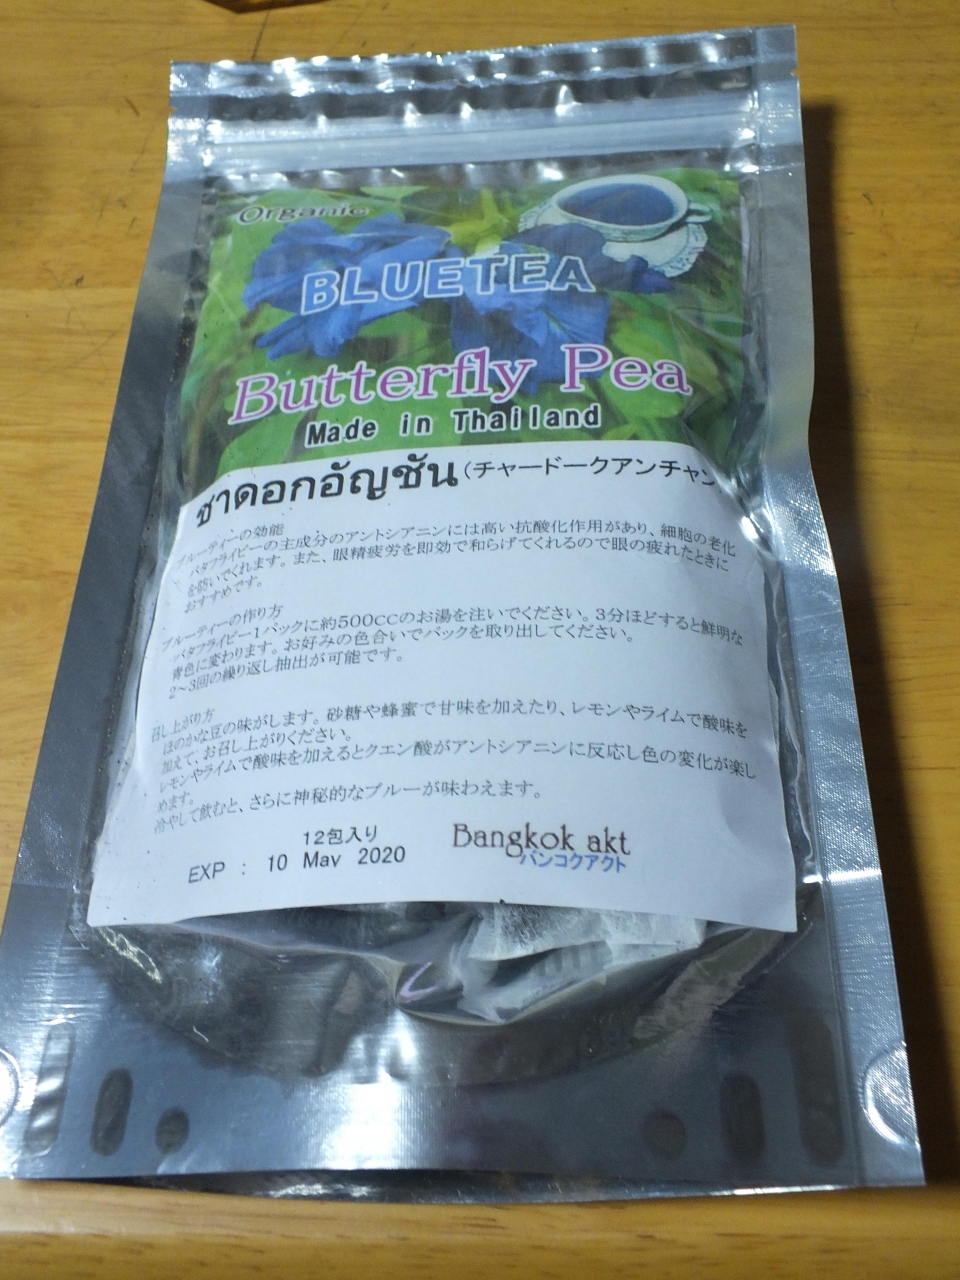 Organic
BLUETEA
Butterfly Pea
Made in Thailand
ชาดอกอัญชัน(チャードークアンチャン)
ブルーティーの効能
バタフライピーの主成分のアントシアニンには高い抗酸化作用があり、細胞の老化
を防いでくれます。また、眼精疲労を即効で和らげてくれるので眼の疲れたときに
おすすめです。
ブルーティーの作り方
バタフライピー1パックに約500ccのお湯を注いでください。3分ほどすると鮮明な
青色に変わります。お好みの色合いでパックを取り出してください。
2~3回の繰り返し抽出が可能です。
召し上がり方
ほのかな豆の味がします。砂糖や蜂蜜で甘味を加えたり、レモンやライムで酸味を
加えて、お召し上がりください。
レモンやライムで酸味を加えるとクエン酸がアントシアニンに反応し色の変化が楽し
めます。
冷やして飲むと、さらに神秘的なブルーが味わえます。
12包入り
EXP : 10 May 2020
Bangkok akt
バンコクアクト